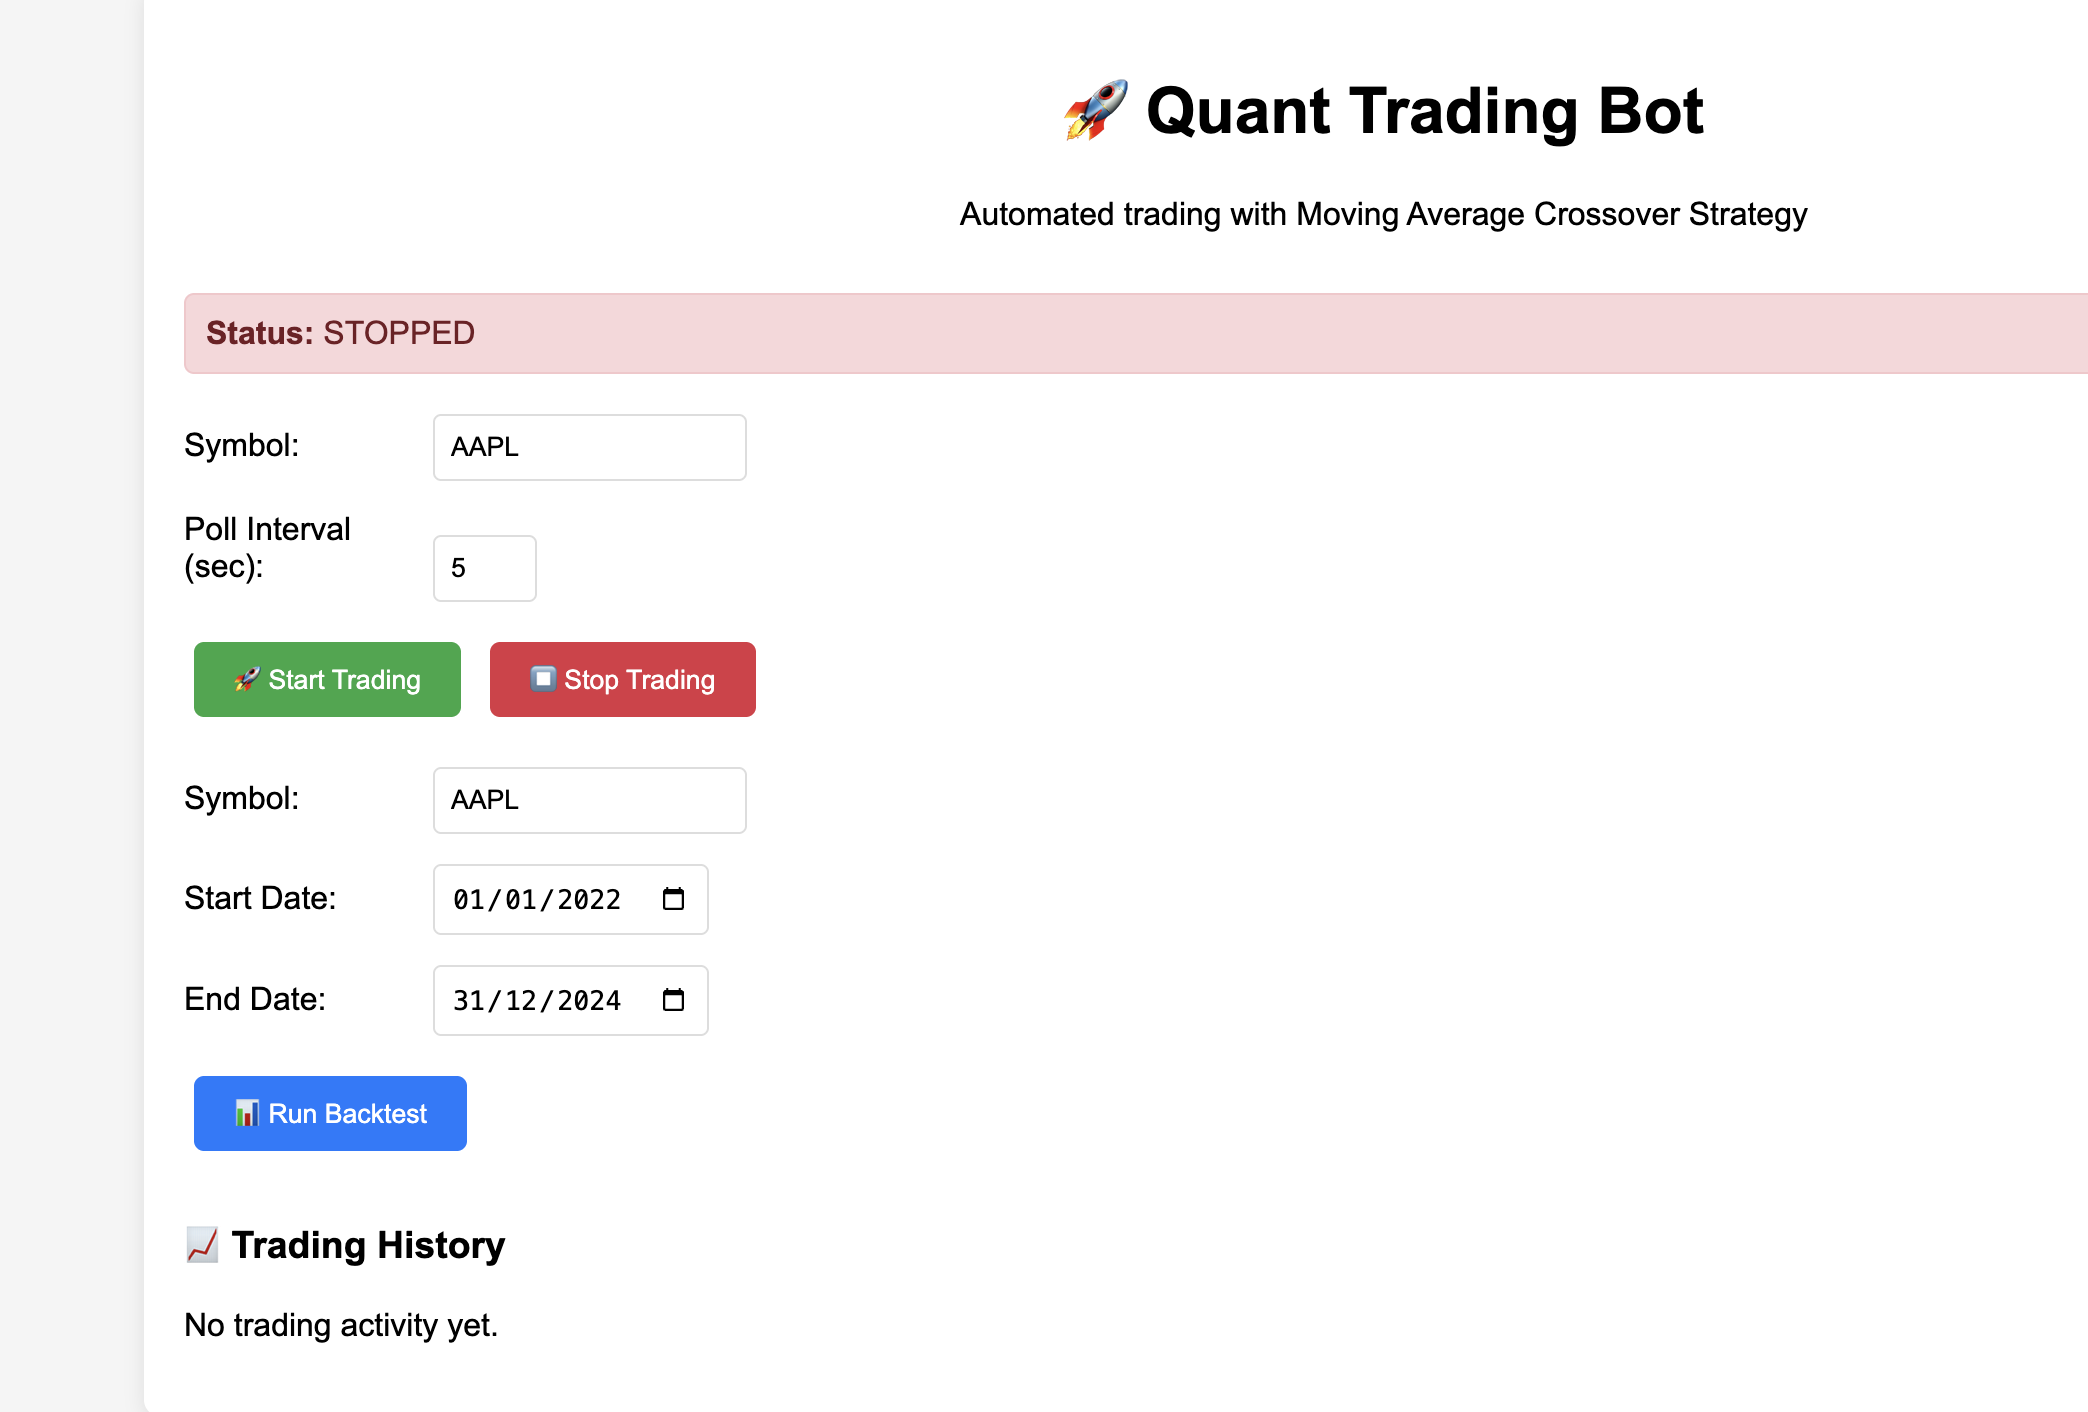 🚀 Quant Trading Bot
Automated trading with Moving Average Crossover Strategy
Status: STOPPED
Symbol: AAPL
Poll Interval
(sec): 5
🚀 Start Trading ⏹️ Stop Trading
Symbol: AAPL
Start Date: 01/01/2022
End Date: 31/12/2024
📊 Run Backtest
📈 Trading History
No trading activity yet.